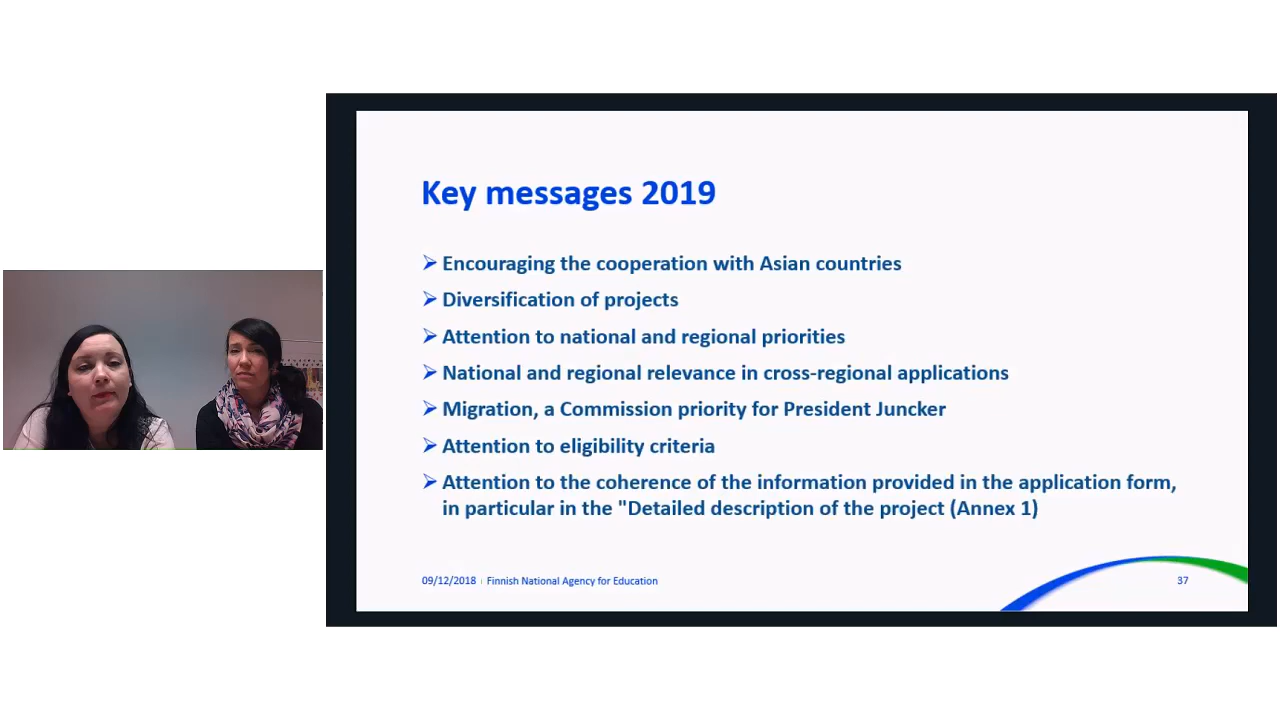 Key messages 2019
Encouraging the cooperation with Asian countries
Diversification of projects
Attention to national and regional priorities
National and regional relevance in cross-regional applications
Migration, a Commission priority for President Juncker
Attention to eligibility criteria
Attention to the coherence of the information provided in the application form,
in particular in the "Detailed description of the project (Annex 1)
09/12/2018 | Finnish National Agency for Education
37